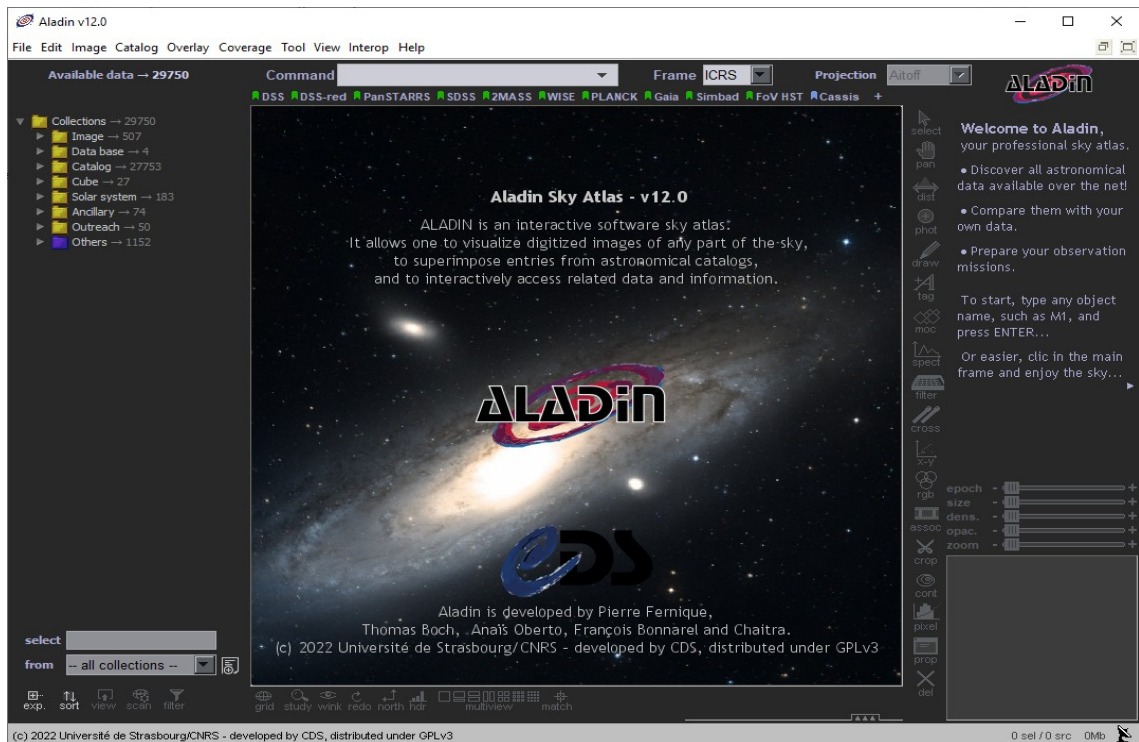 Aladin v12.0
File Edit Image Catalog Overlay Coverage Tool View Interop Help
Available data → 29750
Command
Frame ICRS
Projection Aitoff
ALADiN
DSS DSS-red PanSTARRS SDSS 2MASS WISE PLANCK Gaia Simbad FoV HST Cassis +
Collections → 29750
Image → 507
Data base → 4
Catalog → 27753
Cube → 27
Solar system → 183
Ancillary → 74
Outreach → 50
Others → 1152
select
from -- all collections --
exp. sort view scan filter
Aladin Sky Atlas - v12.0
ALADIN is an interactive software sky atlas.
It allows one to visualize digitized images of any part of the sky,
to superimpose entries from astronomical catalogs,
and to interactively access related data and information.
ALADiN
CDS
Aladin is developed by Pierre Fernique,
Thomas Boch, Anaïs Oberto, François Bonnarel and Chaitra.
(c) 2022 Université de Strasbourg/CNRS - developed by CDS, distributed under GPLv3
grid study wink redo north hdr multiview match
select
pan
dist
phot
draw
tag
moc
spect
filter
cross
x-y
rgb
assoc
crop
cont
pixel
prop
del
Welcome to Aladin,
your professional sky atlas.
• Discover all astronomical
data available over the net!
• Compare them with your
own data.
• Prepare your observation
missions.
To start, type any object
name, such as M1, and
press ENTER...
Or easier, clic in the main
frame and enjoy the sky...
epoch - +
size - +
dens. - +
opac. - +
zoom - +
(c) 2022 Université de Strasbourg/CNRS - developed by CDS, distributed under GPLv3
0 sel / 0 src 0Mb